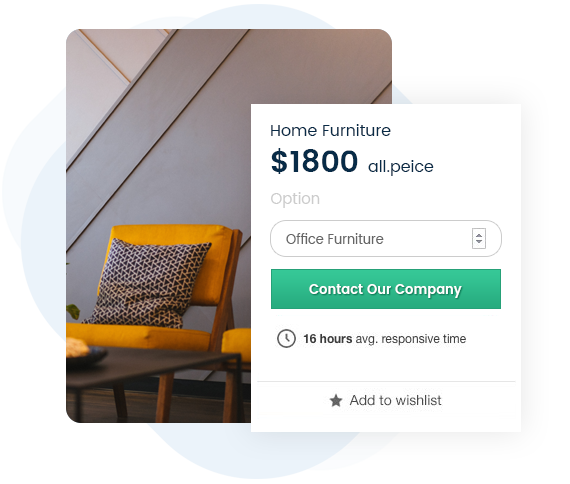 Home Furniture
$1800 all.peice
Option
Office Furniture
Contact Our Company
16 hours avg. responsive time
Add to wishlist